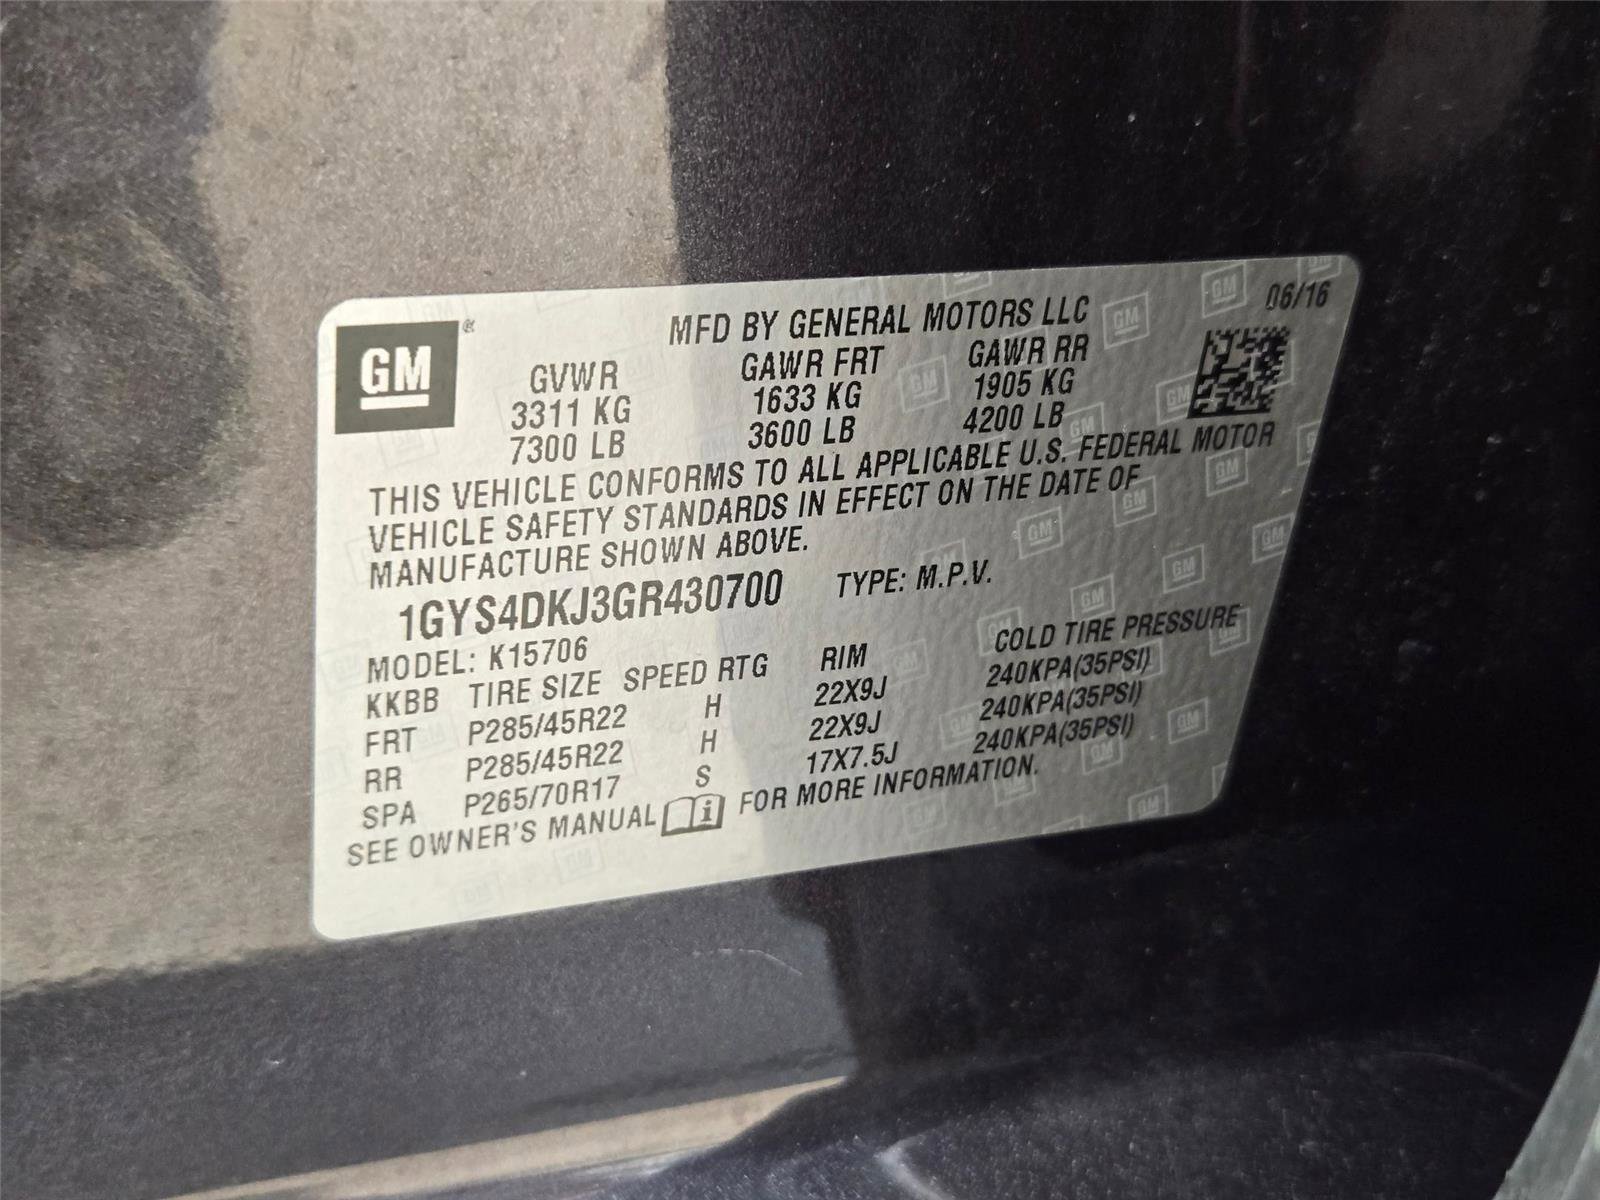 GM ®
MFD BY GENERAL MOTORS LLC 06/16
GVWR GAWR FRT GAWR RR
3311 KG 1633 KG 1905 KG
7300 LB 3600 LB 4200 LB
THIS VEHICLE CONFORMS TO ALL APPLICABLE U.S. FEDERAL MOTOR
VEHICLE SAFETY STANDARDS IN EFFECT ON THE DATE OF
MANUFACTURE SHOWN ABOVE.
1GYS4DKJ3GR430700 TYPE: M.P.V.
MODEL: K15706
KKBB TIRE SIZE SPEED RTG RIM COLD TIRE PRESSURE
FRT P285/45R22 H 22X9J 240KPA(35PSI)
RR P285/45R22 H 22X9J 240KPA(35PSI)
SPA P265/70R17 S 17X7.5J 240KPA(35PSI)
SEE OWNER'S MANUAL i FOR MORE INFORMATION.